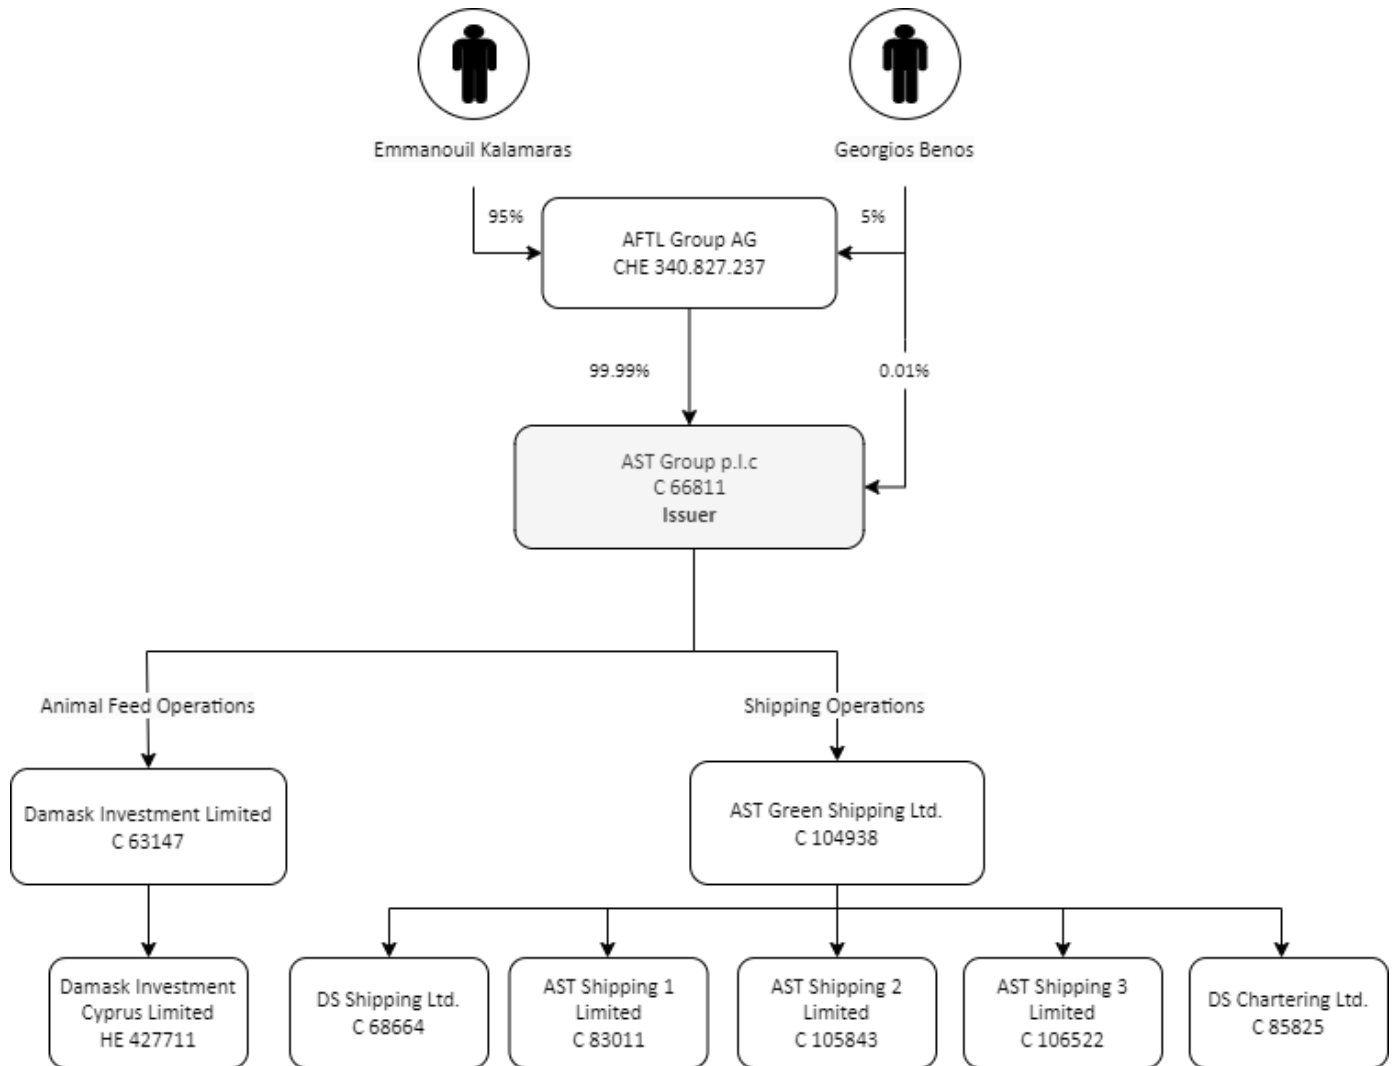 Emmanouil Kalamaras
Georgios Benos
95%
5%
AFTL Group AG
CHE 340.827.237
99.99%
0.01%
AST Group p.l.c
C 66811
Issuer
Animal Feed Operations
Shipping Operations
Damask Investment Limited
C 63147
AST Green Shipping Ltd.
C 104938
Damask Investment
Cyprus Limited
HE 427711
DS Shipping Ltd.
C 68664
AST Shipping 1
Limited
C 83011
AST Shipping 2
Limited
C 105843
AST Shipping 3
Limited
C 106522
DS Chartering Ltd.
C 85825